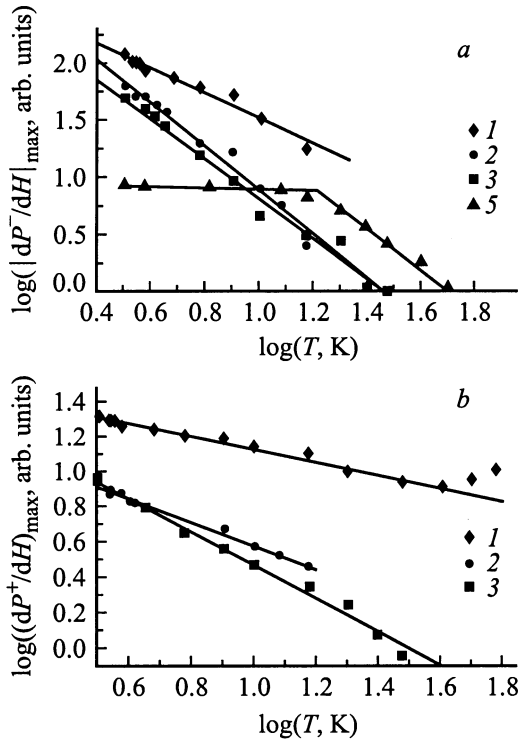 a
log(|dP⁻/dH|max, arb. units)
2.0
1.5
1.0
0.5
0.0
1
2
3
5
0.4 0.6 0.8 1.0 1.2 1.4 1.6 1.8
log(T, K)
b
log((dP⁺/dH)max, arb. units)
1.4
1.2
1.0
0.8
0.6
0.4
0.2
0.0
1
2
3
0.6 0.8 1.0 1.2 1.4 1.6 1.8
log(T, K)